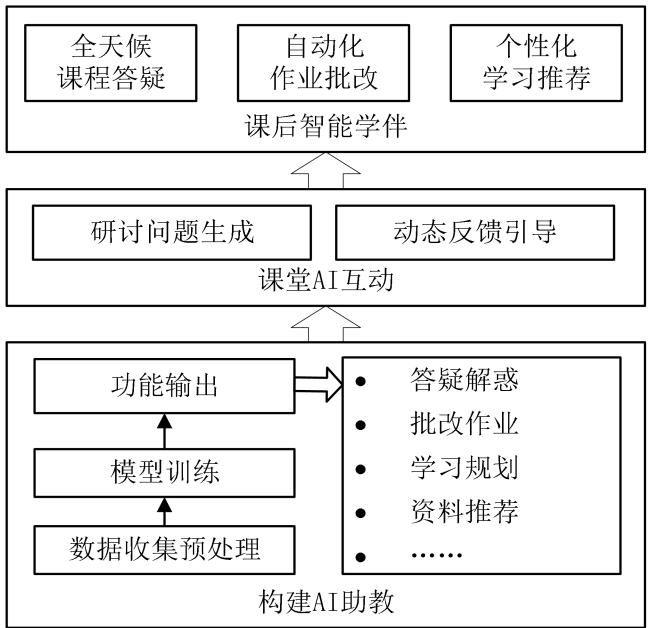 全天候
课程答疑
自动化
作业批改
个性化
学习推荐
课后智能学伴
研讨问题生成
动态反馈引导
课堂AI互动
功能输出
模型训练
数据收集预处理
• 答疑解惑
• 批改作业
• 学习规划
• 资料推荐
• ……
构建AI助教